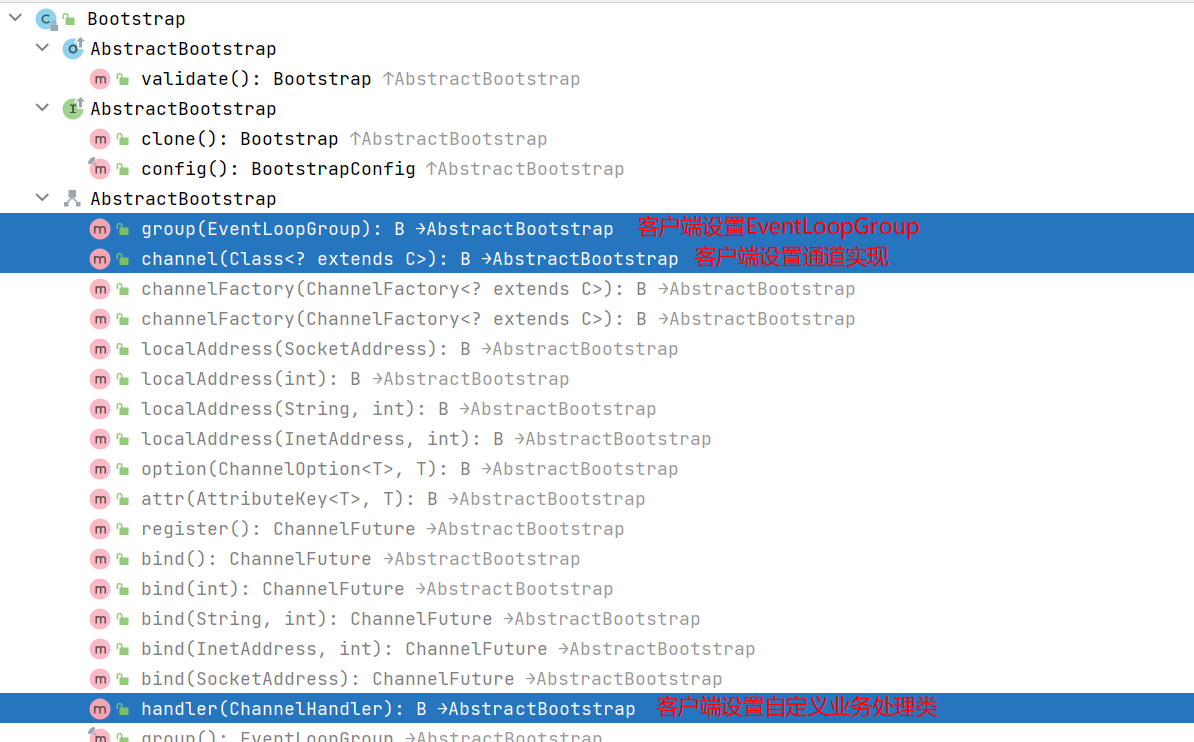 Bootstrap
AbstractBootstrap
validate(): Bootstrap ↑AbstractBootstrap
AbstractBootstrap
clone(): Bootstrap ↑AbstractBootstrap
config(): BootstrapConfig ↑AbstractBootstrap
AbstractBootstrap
group(EventLoopGroup): B →AbstractBootstrap 客户端设置EventLoopGroup
channel(Class<? extends C>): B →AbstractBootstrap 客户端设置通道实现
channelFactory(ChannelFactory<? extends C>): B →AbstractBootstrap
channelFactory(ChannelFactory<? extends C>): B →AbstractBootstrap
localAddress(SocketAddress): B →AbstractBootstrap
localAddress(int): B →AbstractBootstrap
localAddress(String, int): B →AbstractBootstrap
localAddress(InetAddress, int): B →AbstractBootstrap
option(ChannelOption<T>, T): B →AbstractBootstrap
attr(AttributeKey<T>, T): B →AbstractBootstrap
register(): ChannelFuture →AbstractBootstrap
bind(): ChannelFuture →AbstractBootstrap
bind(int): ChannelFuture →AbstractBootstrap
bind(String, int): ChannelFuture →AbstractBootstrap
bind(InetAddress, int): ChannelFuture →AbstractBootstrap
bind(SocketAddress): ChannelFuture →AbstractBootstrap
handler(ChannelHandler): B →AbstractBootstrap 客户端设置自定义业务处理类
group(): EventLoopGroup →AbstractBootstrap